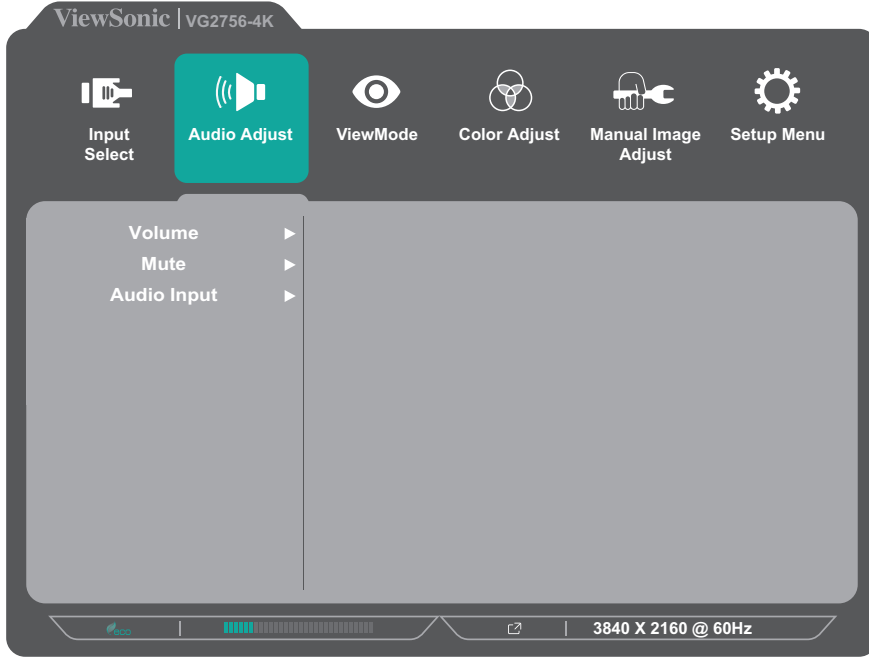 ViewSonic | VG2756-4K
Input Select
Audio Adjust
ViewMode
Color Adjust
Manual Image Adjust
Setup Menu
Volume
Mute
Audio Input
eco
3840 X 2160 @ 60Hz